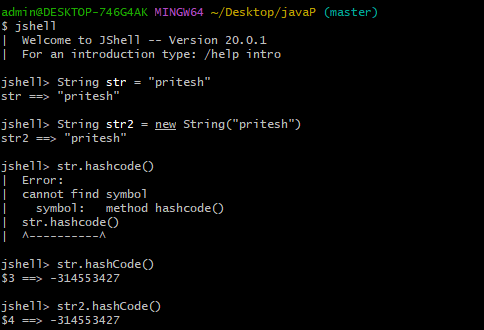 admin@DESKTOP-746G4AK MINGW64 ~/Desktop/javaP (master)
$ jshell
|  Welcome to JShell -- Version 20.0.1
|  For an introduction type: /help intro
jshell> String str = "pritesh"
str ==> "pritesh"
jshell> String str2 = new String("pritesh")
str2 ==> "pritesh"
jshell> str.hashcode()
|  Error:
|  cannot find symbol
|    symbol:   method hashcode()
|  str.hashcode()
|  ^----------^
jshell> str.hashCode()
$3 ==> -314553427
jshell> str2.hashCode()
$4 ==> -314553427